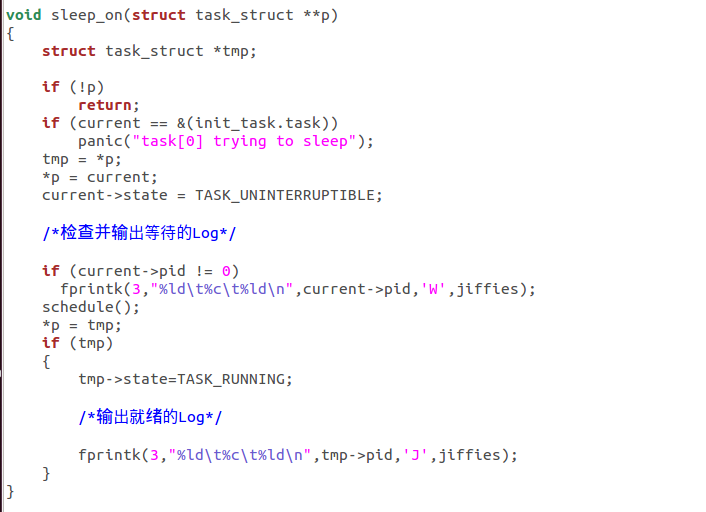 void sleep_on(struct task_struct **p)
{
    struct task_struct *tmp;

    if (!p)
        return;
    if (current == &(init_task.task))
        panic("task[0] trying to sleep");
    tmp = *p;
    *p = current;
    current->state = TASK_UNINTERRUPTIBLE;

    /*检查并输出等待的Log*/

    if (current->pid != 0)
      fprintk(3,"%ld\t%c\t%ld\n",current->pid,'W',jiffies);
    schedule();
    *p = tmp;
    if (tmp)
    {
        tmp->state=TASK_RUNNING;

        /*输出就绪的Log*/

        fprintk(3,"%ld\t%c\t%ld\n",tmp->pid,'J',jiffies);
    }
}